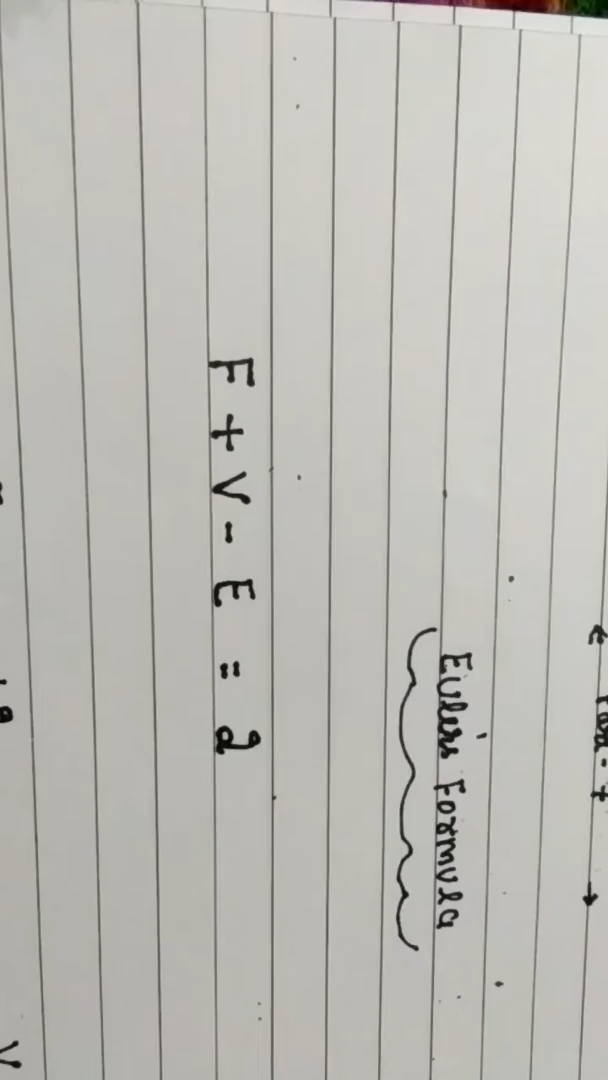 Euler's Formula
F + V - E = 2